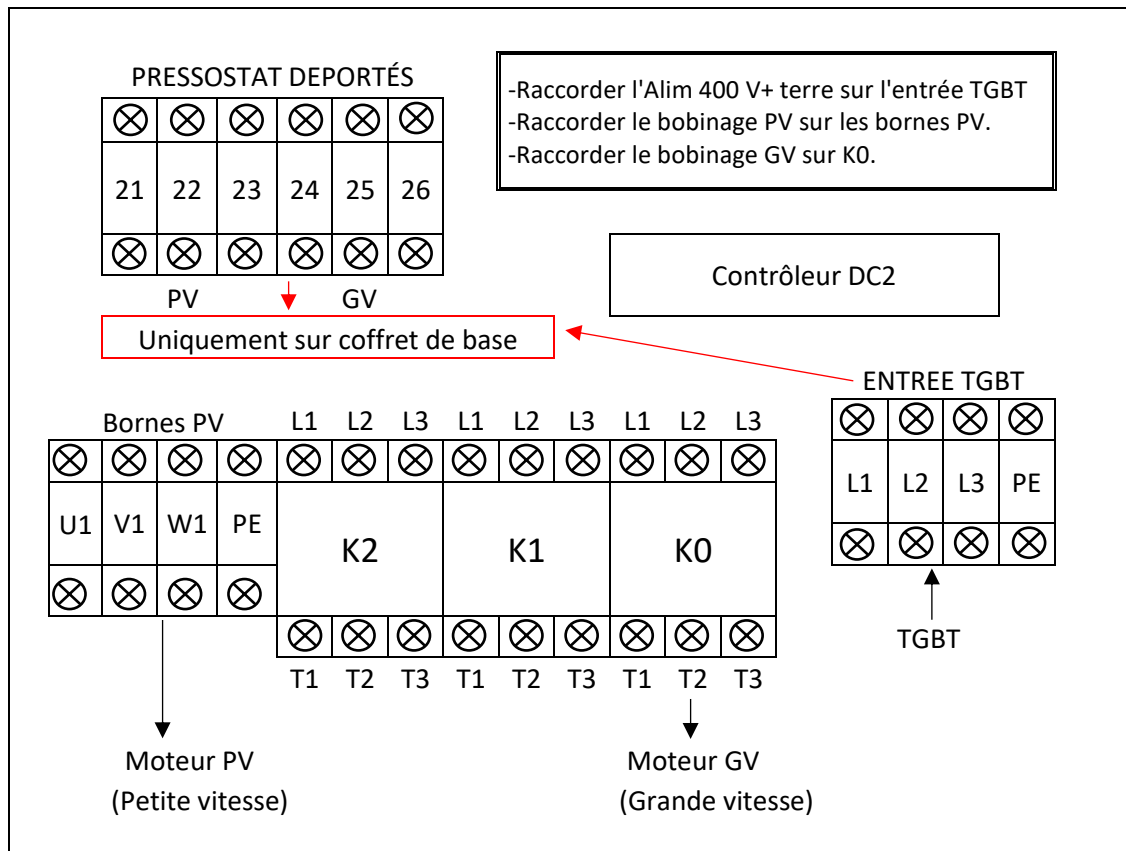 PRESSOSTAT DEPORTÉS
21 22 23 24 25 26
PV GV
-Raccorder l'Alim 400 V+ terre sur l'entrée TGBT
-Raccorder le bobinage PV sur les bornes PV.
-Raccorder le bobinage GV sur K0.
Contrôleur DC2
Uniquement sur coffret de base
ENTREE TGBT
L1 L2 L3 PE
TGBT
Bornes PV
U1 V1 W1 PE
L1 L2 L3 L1 L2 L3 L1 L2 L3
K2 K1 K0
T1 T2 T3 T1 T2 T3 T1 T2 T3
Moteur PV
(Petite vitesse)
Moteur GV
(Grande vitesse)